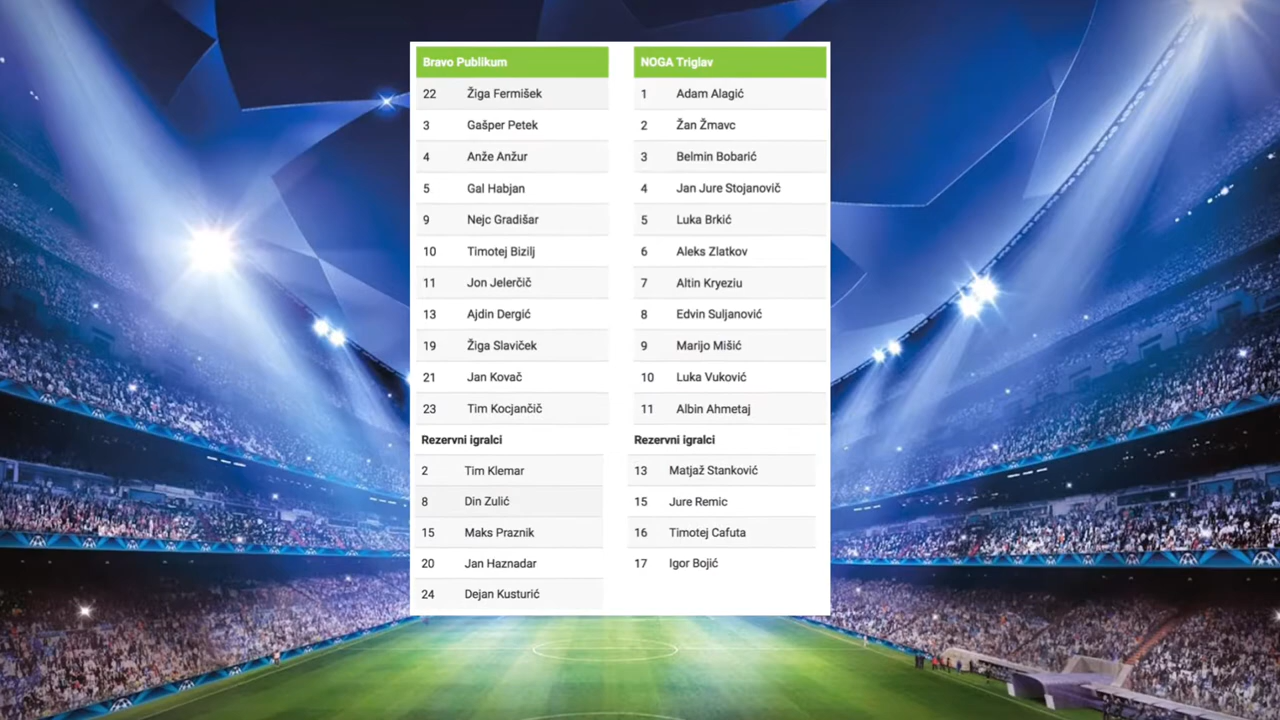 Bravo Publikum
22 Žiga Fermišek
3 Gašper Petek
4 Anže Anžur
5 Gal Habjan
9 Nejc Gradišar
10 Timotej Bizilj
11 Jon Jelerčič
13 Ajdin Dergić
19 Žiga Slaviček
21 Jan Kovač
23 Tim Kocjančič
Rezervni igralci
2 Tim Klemar
8 Din Zulić
15 Maks Praznik
20 Jan Haznadar
24 Dejan Kusturić
NOGA Triglav
1 Adam Alagić
2 Žan Žmavc
3 Belmin Bobarić
4 Jan Jure Stojanovič
5 Luka Brkić
6 Aleks Zlatkov
7 Altin Kryeziu
8 Edvin Suljanović
9 Marijo Mišić
10 Luka Vuković
11 Albin Ahmetaj
Rezervni igralci
13 Matjaž Stanković
15 Jure Remic
16 Timotej Cafuta
17 Igor Bojić